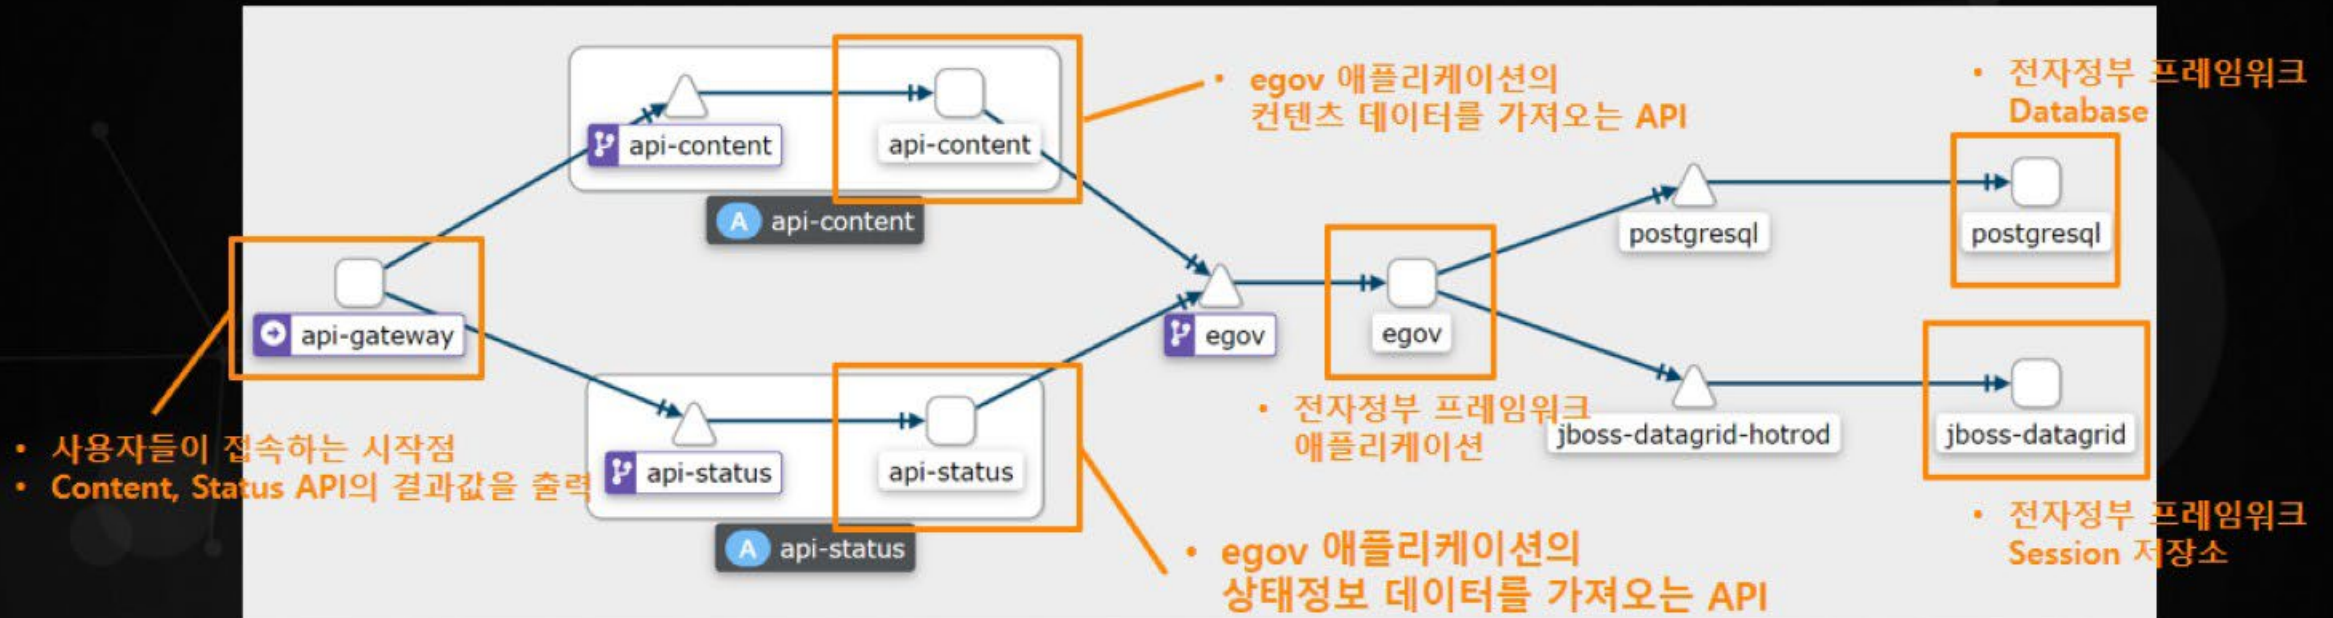 api-content
api-content
A api-content
• egov 애플리케이션의
컨텐츠 데이터를 가져오는 API
• 전자정부 프레임워크
Database
postgresql
postgresql
api-gateway
• 사용자들이 접속하는 시작점
• Content, Status API의 결과값을 출력
egov
egov
• 전자정부 프레임워크
애플리케이션
api-status
api-status
A api-status
• egov 애플리케이션의
상태정보 데이터를 가져오는 API
jboss-datagrid-hotrod
jboss-datagrid
• 전자정부 프레임워크
Session 저장소